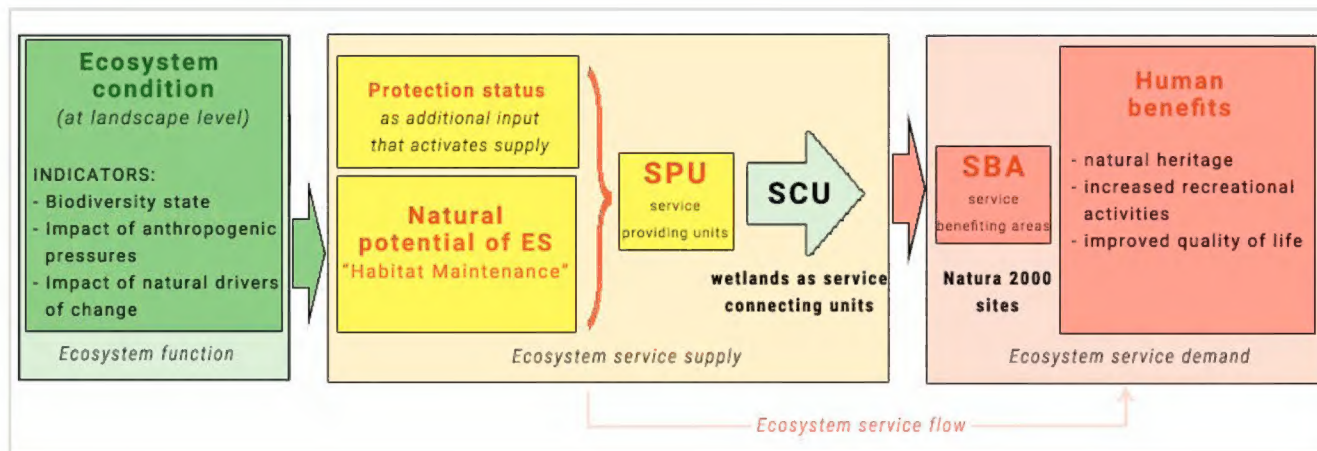 Ecosystem
condition
(at landscape level)
INDICATORS:
- Biodiversity state
- Impact of anthropogenic
pressures
- Impact of natural drivers
of change
Ecosystem function
Protection status
as additional input
that activates supply
Natural
potential of ES
"Habitat Maintenance"
SPU
service
providing units
SCU
wetlands as service
connecting units
Ecosystem service supply
SBA
service
benefiting areas
Natura 2000
sites
Human
benefits
- natural heritage
- increased recreational
activities
- improved quality of life
Ecosystem service demand
Ecosystem service flow